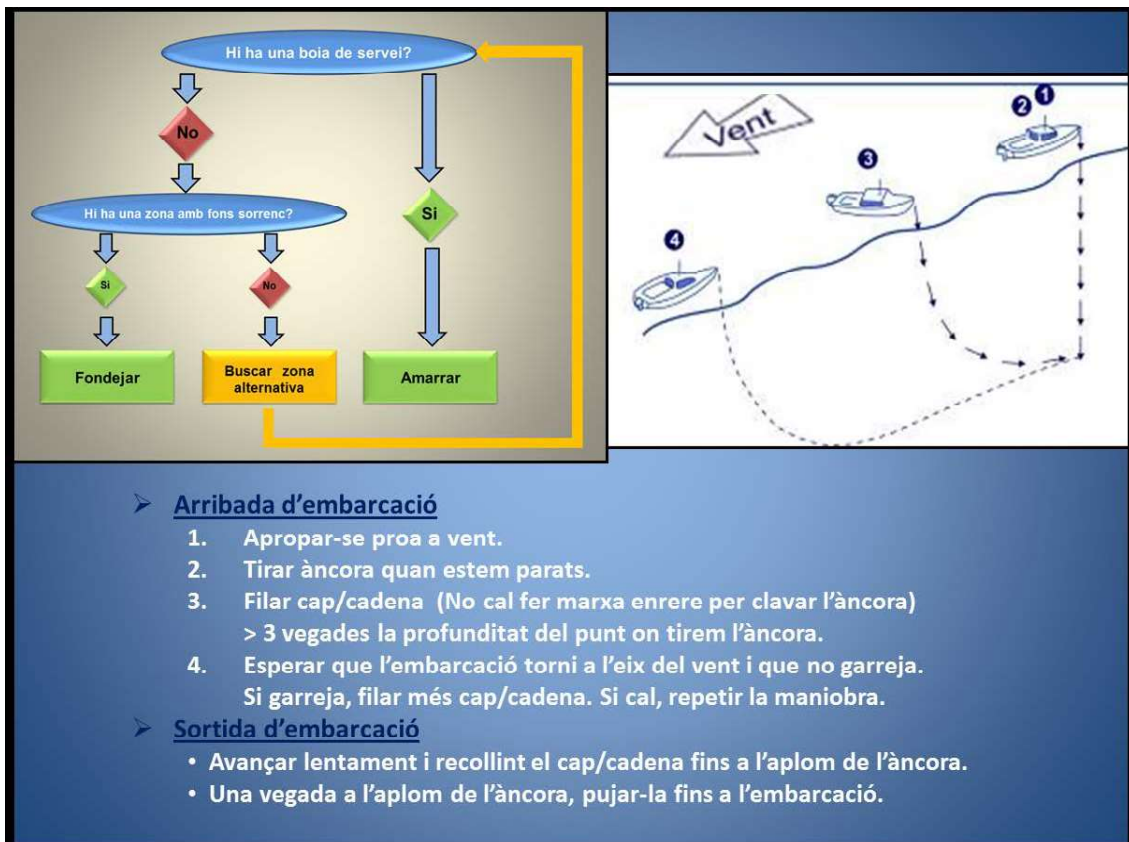 Hi ha una boia de servei?
No
Si
Hi ha una zona amb fons sorrenc?
Si
No
Fondejar
Buscar zona
alternativa
Amarrar
Vent
2 1
3
4
➢ Arribada d'embarcació
1. Apropar-se proa a vent.
2. Tirar àncora quan estem parats.
3. Filar cap/cadena (No cal fer marxa enrere per clavar l'àncora)
> 3 vegades la profunditat del punt on tirem l'àncora.
4. Esperar que l'embarcació torni a l'eix del vent i que no garreja.
Si garreja, filar més cap/cadena. Si cal, repetir la maniobra.
➢ Sortida d'embarcació
• Avançar lentament i recollint el cap/cadena fins a l'aplom de l'àncora.
• Una vegada a l'aplom de l'àncora, pujar-la fins a l'embarcació.